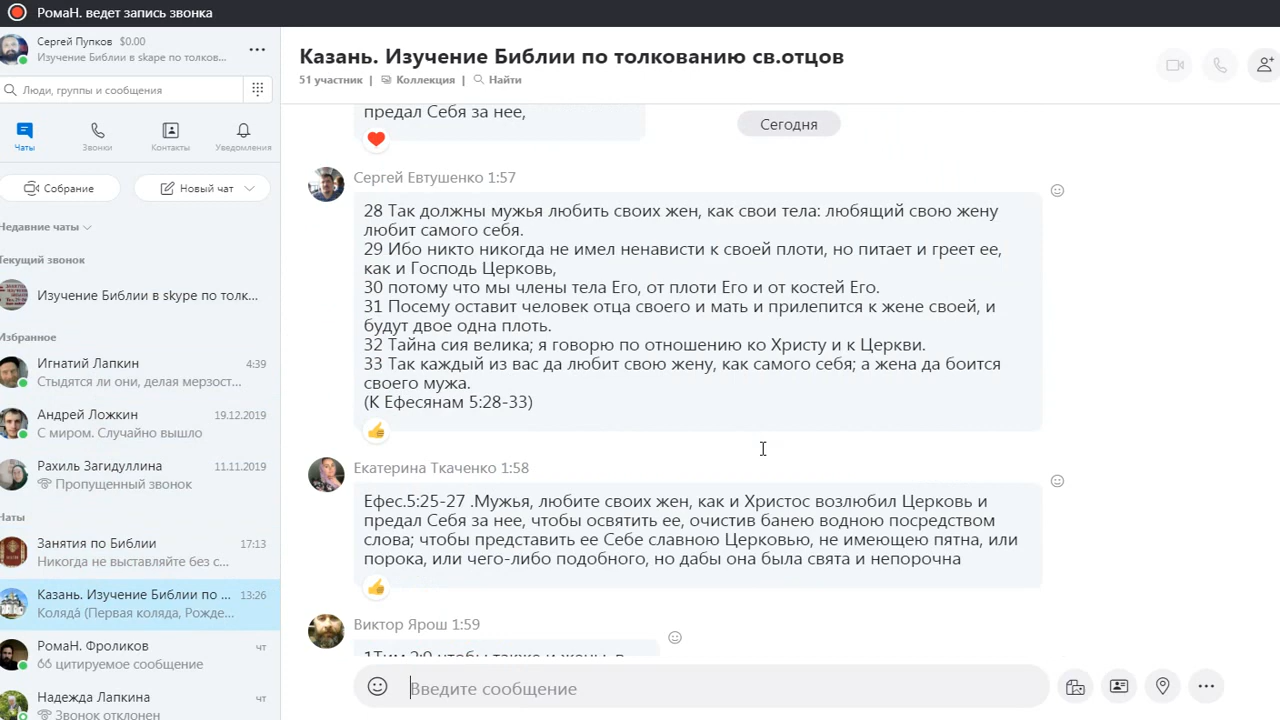 РомаН. ведет запись звонка
Сергей Пупков $0.00
Изучение Библии в skape по толков...
Люди, группы и сообщения
Чаты
Звонки
Контакты
Уведомления
Собрание
Новый чат
Недавние чаты
Текущий звонок
Изучение Библии в skype по толк...
Избранное
Игнатий Лапкин 4:39
Стыдятся ли они, делая мерзост...
Андрей Ложкин 19.12.2019
С миром. Случайно вышло
Рахиль Загидуллина 11.11.2019
Пропущенный звонок
Чаты
Занятия по Библии 17:13
Никогда не выставляйте без с...
Казань. Изучение Библии по ... 13:26
Коляда́ (Первая коляда, Рожде...
РомаН. Фроликов чт
цитируемое сообщение
Надежда Лапкина чт
Звонок отклонен
Казань. Изучение Библии по толкованию св.отцов
51 участник | Коллекция | Найти
предал Себя за нее,
Сегодня
Сергей Евтушенко 1:57
28 Так должны мужья любить своих жен, как свои тела: любящий свою жену
любит самого себя.
29 Ибо никто никогда не имел ненависти к своей плоти, но питает и греет ее,
как и Господь Церковь,
30 потому что мы члены тела Его, от плоти Его и от костей Его.
31 Посему оставит человек отца своего и мать и прилепится к жене своей, и
будут двое одна плоть.
32 Тайна сия велика; я говорю по отношению ко Христу и к Церкви.
33 Так каждый из вас да любит свою жену, как самого себя; а жена да боится
своего мужа.
(К Ефесянам 5:28-33)
Екатерина Ткаченко 1:58
Ефес.5:25-27 .Мужья, любите своих жен, как и Христос возлюбил Церковь и
предал Себя за нее, чтобы освятить ее, очистив банею водною посредством
слова; чтобы представить ее Себе славною Церковью, не имеющею пятна, или
порока, или чего-либо подобного, но дабы она была свята и непорочна
Виктор Ярош 1:59
1Тим.2:9 чтобы также и жены, в
Введите сообщение